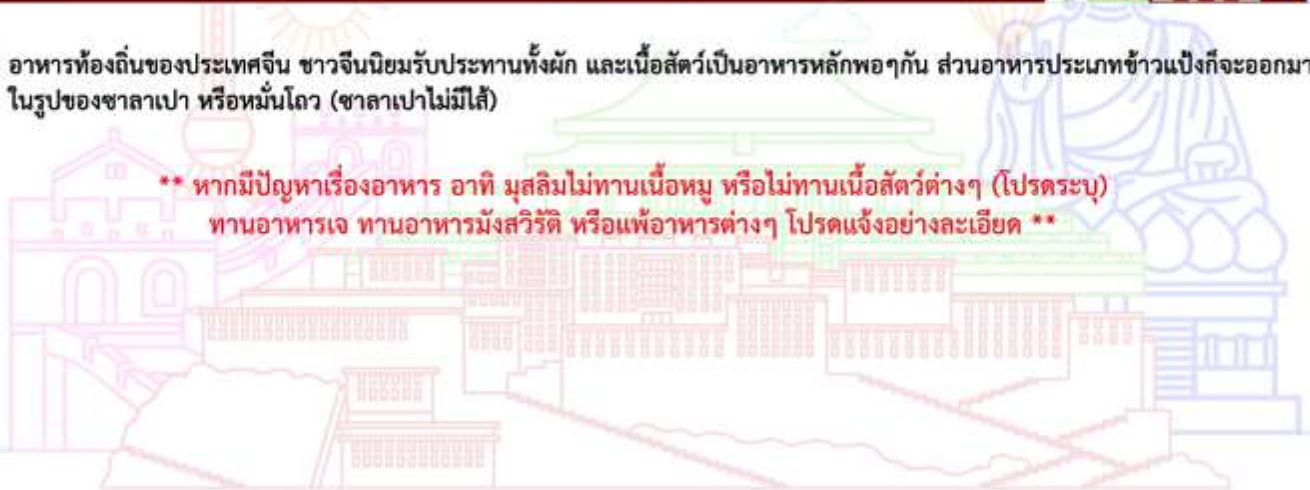 อาหารท้องถิ่นของประเทศจีน ชาวจีนนิยมรับประทานทั้งผัก และเนื้อสัตว์เป็นอาหารหลักพอๆกัน ส่วนอาหารประเภทข้าวแป้งก็จะออกมา
ในรูปของซาลาเปา หรือหมั่นโถว (ซาลาเปาไม่มีไส้)
** หากมีปัญหาเรื่องอาหาร อาทิ มุสลิมไม่ทานเนื้อหมู หรือไม่ทานเนื้อสัตว์ต่างๆ (โปรดระบุ)
ทานอาหารเจ ทานอาหารมังสวิรัติ หรือแพ้อาหารต่างๆ โปรดแจ้งอย่างละเอียด **